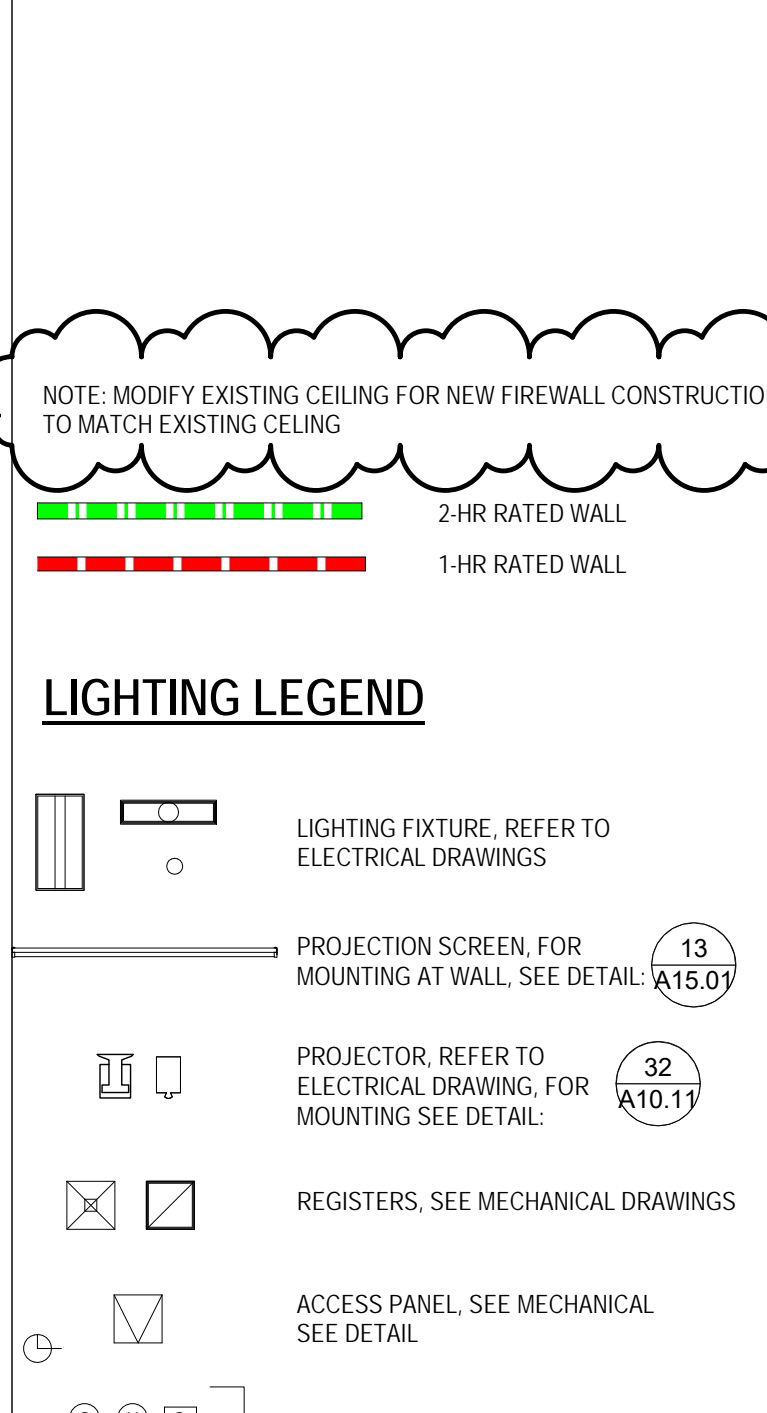 NOTE: MODIFY EXISTING CEILING FOR NEW FIREWALL CONSTRUCTIO
TO MATCH EXISTING CELING
2-HR RATED WALL
1-HR RATED WALL
LIGHTING LEGEND
LIGHTING FIXTURE, REFER TO
ELECTRICAL DRAWINGS
PROJECTION SCREEN, FOR
MOUNTING AT WALL, SEE DETAIL:
13
A15.01
PROJECTOR, REFER TO
ELECTRICAL DRAWING, FOR
MOUNTING SEE DETAIL:
32
A10.11
REGISTERS, SEE MECHANICAL DRAWINGS
ACCESS PANEL, SEE MECHANICAL
SEE DETAIL